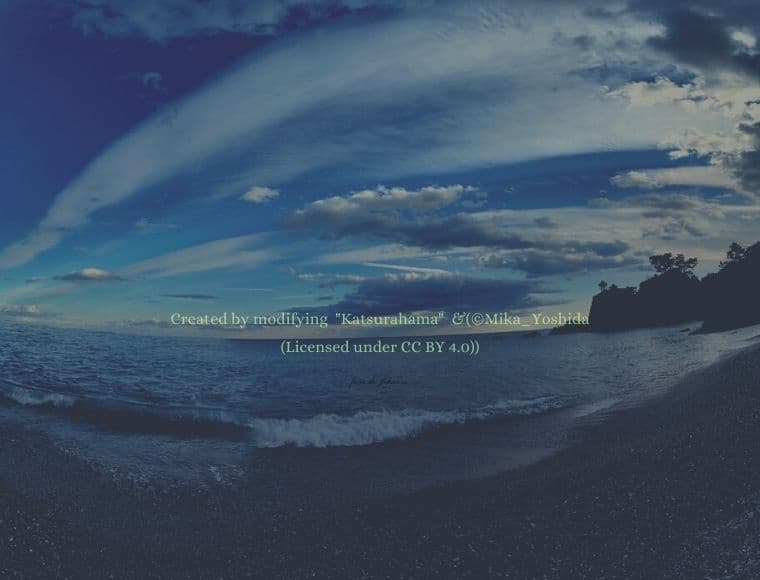 Created by modifying "Katsurahama" &(©Mika_Yoshida
(Licensed under CC BY 4.0))